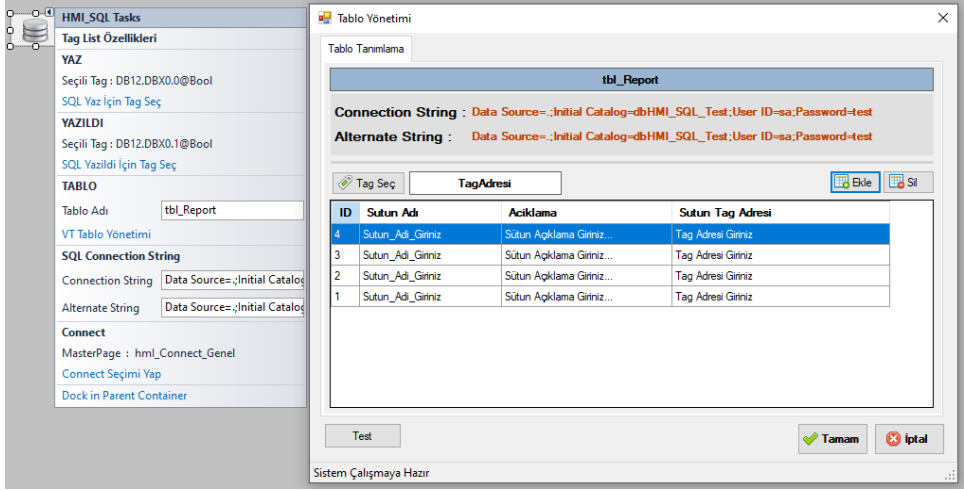 HMI_SQL Tasks
Tag List Özellikleri
YAZ
Seçili Tag : DB12.DBX0.0@Bool
SQL Yaz İçin Tag Seç
YAZILDI
Seçili Tag : DB12.DBX0.1@Bool
SQL Yazildi İçin Tag Seç
TABLO
Tablo Adı tbl_Report
VT Tablo Yönetimi
SQL Connection String
Connection String Data Source=.;Initial Catalog
Alternate String Data Source=.;Initial Catalog
Connect
MasterPage : hml_Connect_Genel
Connect Seçimi Yap
Dock in Parent Container
Tablo Yönetimi
Tablo Tanımlama
tbl_Report
Connection String : Data Source=.;Initial Catalog=dbHMI_SQL_Test;User ID=sa;Password=test
Alternate String : Data Source=.;Initial Catalog=dbHMI_SQL_Test;User ID=sa;Password=test
Tag Seç TagAdresi Ekle Sil
ID Sutun Adı Aciklama Sutun Tag Adresi
4 Sutun_Adi_Giriniz Sütun Açıklama Giriniz... Tag Adresi Giriniz
3 Sutun_Adi_Giriniz Sütun Açıklama Giriniz... Tag Adresi Giriniz
2 Sutun_Adi_Giriniz Sütun Açıklama Giriniz... Tag Adresi Giriniz
1 Sutun_Adi_Giriniz Sütun Açıklama Giriniz... Tag Adresi Giriniz
Test Tamam İptal
Sistem Çalışmaya Hazır